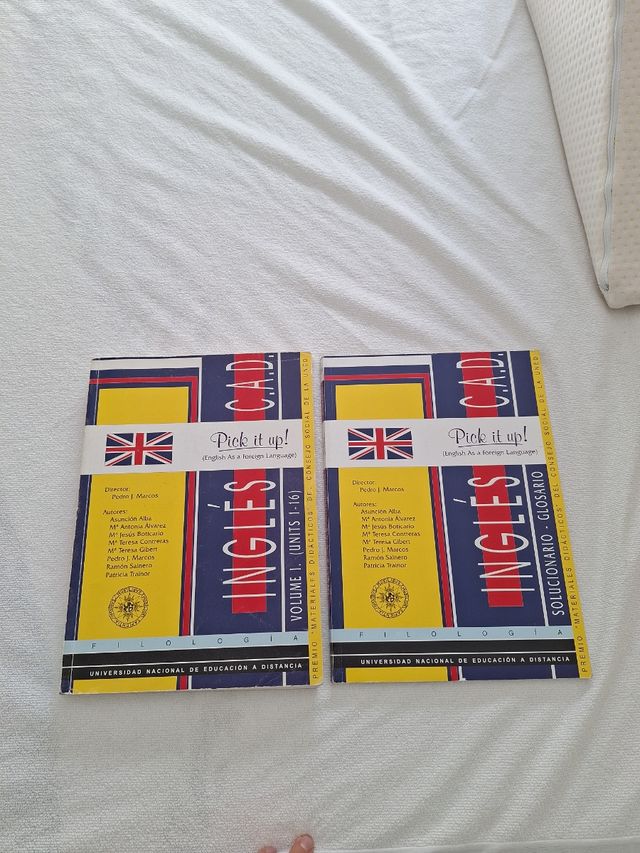 Pick it up!
(English As a Foreign Language)
Director:
Pedro J. Marcos
Autores:
Asunción Alba
Mª Antonia Álvarez
Mª Jesús Boticario
Mª Teresa Contreras
Mª Teresa Gibert
Pedro J. Marcos
Ramón Sainero
Patricia Trainor
INGLÉS C.A.D.
VOLUME I. (UNITS 1-16)
PREMIO "MATERIALES DIDÁCTICOS" DEL CONSEJO SOCIAL DE LA UNED
FILOLOGÍA
UNIVERSIDAD NACIONAL DE EDUCACIÓN A DISTANCIA
Pick it up!
(English As a Foreign Language)
Director:
Pedro J. Marcos
Autores:
Asunción Alba
Mª Antonia Álvarez
Mª Jesús Boticario
Mª Teresa Contreras
Mª Teresa Gibert
Pedro J. Marcos
Ramón Sainero
Patricia Trainor
INGLÉS C.A.D.
SOLUCIONARIO - GLOSARIO
PREMIO "MATERIALES DIDÁCTICOS" DEL CONSEJO SOCIAL DE LA UNED
FILOLOGÍA
UNIVERSIDAD NACIONAL DE EDUCACIÓN A DISTANCIA